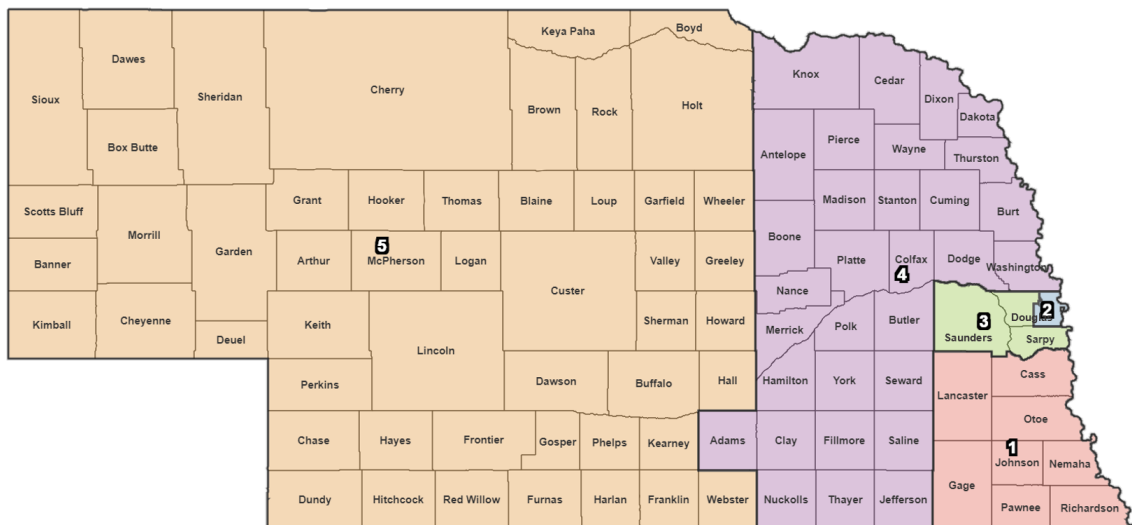 Boyd
Keya Paha
Dawes
Knox
Cedar
Sioux
Sheridan
Cherry
Dixon
Brown
Rock
Holt
Dakota
Box Butte
Pierce
Wayne
Antelope
Thurston
Grant
Hooker
Thomas
Blaine
Loup
Garfield
Wheeler
Madison
Stanton
Cuming
Scotts Bluff
Burt
Morrill
Boone
5
Garden
Banner
Arthur
McPherson
Logan
Valley
Greeley
Platte
Colfax
Dodge
Washington
4
Custer
Nance
2
Kimball
Cheyenne
Keith
Sherman
Howard
Merrick
Polk
Butler
3
Douglas
Deuel
Saunders
Sarpy
Lincoln
Perkins
Dawson
Buffalo
Hall
Hamilton
York
Seward
Cass
Lancaster
Otoe
Chase
Hayes
Frontier
Gosper
Phelps
Kearney
Adams
Clay
Fillmore
Saline
1
Johnson
Nemaha
Gage
Dundy
Hitchcock
Red Willow
Furnas
Harlan
Franklin
Webster
Nuckolls
Thayer
Jefferson
Pawnee
Richardson